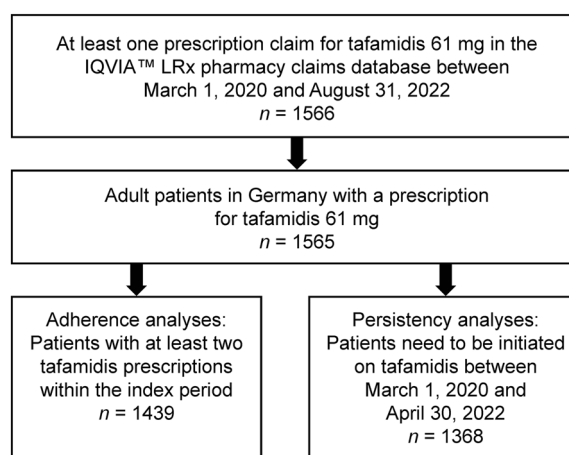 At least one prescription claim for tafamidis 61 mg in the
IQVIA™ LRx pharmacy claims database between
March 1, 2020 and August 31, 2022
n = 1566
Adult patients in Germany with a prescription
for tafamidis 61 mg
n = 1565
Adherence analyses:
Patients with at least two
tafamidis prescriptions
within the index period
n = 1439
Persistency analyses:
Patients need to be initiated
on tafamidis between
March 1, 2020 and
April 30, 2022
n = 1368